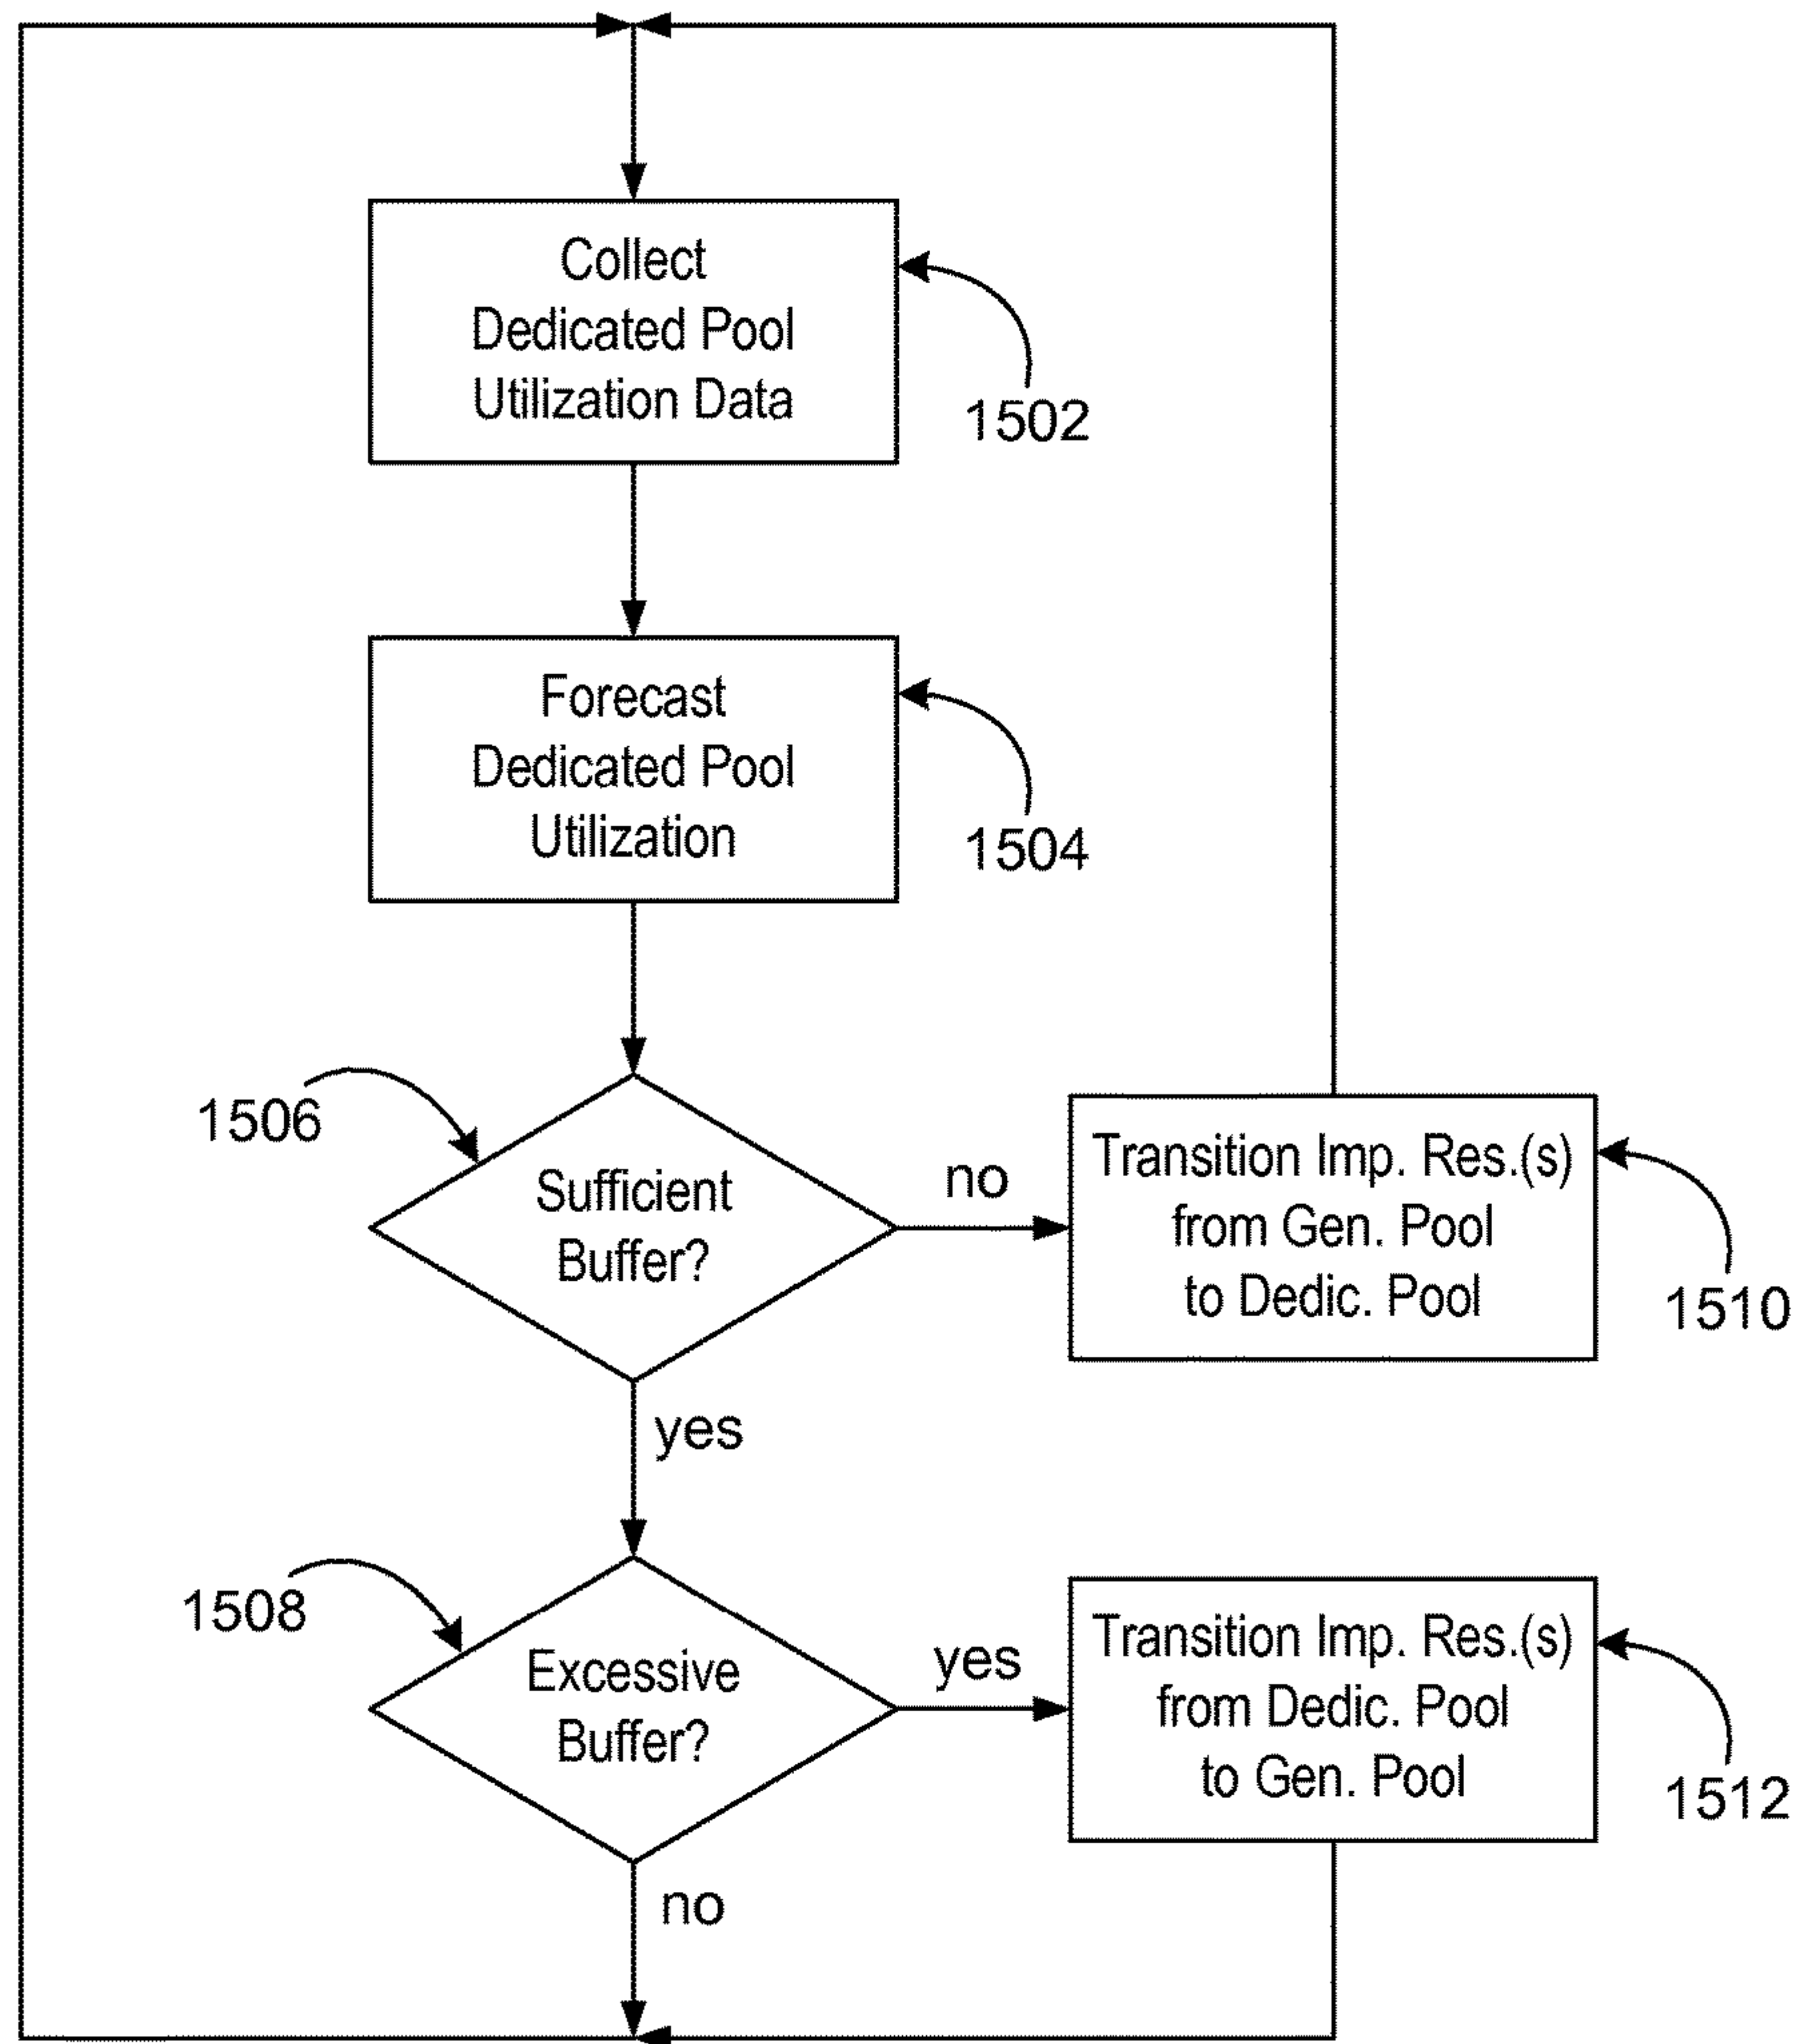 Collect
Dedicated Pool
Utilization Data
1502
Forecast
Dedicated Pool
Utilization
1504
1506
Sufficient
Buffer?
no
Transition Imp. Res.(s)
from Gen. Pool
to Dedic. Pool
1510
yes
1508
Excessive
Buffer?
yes
Transition Imp. Res.(s)
from Dedic. Pool
to Gen. Pool
1512
no